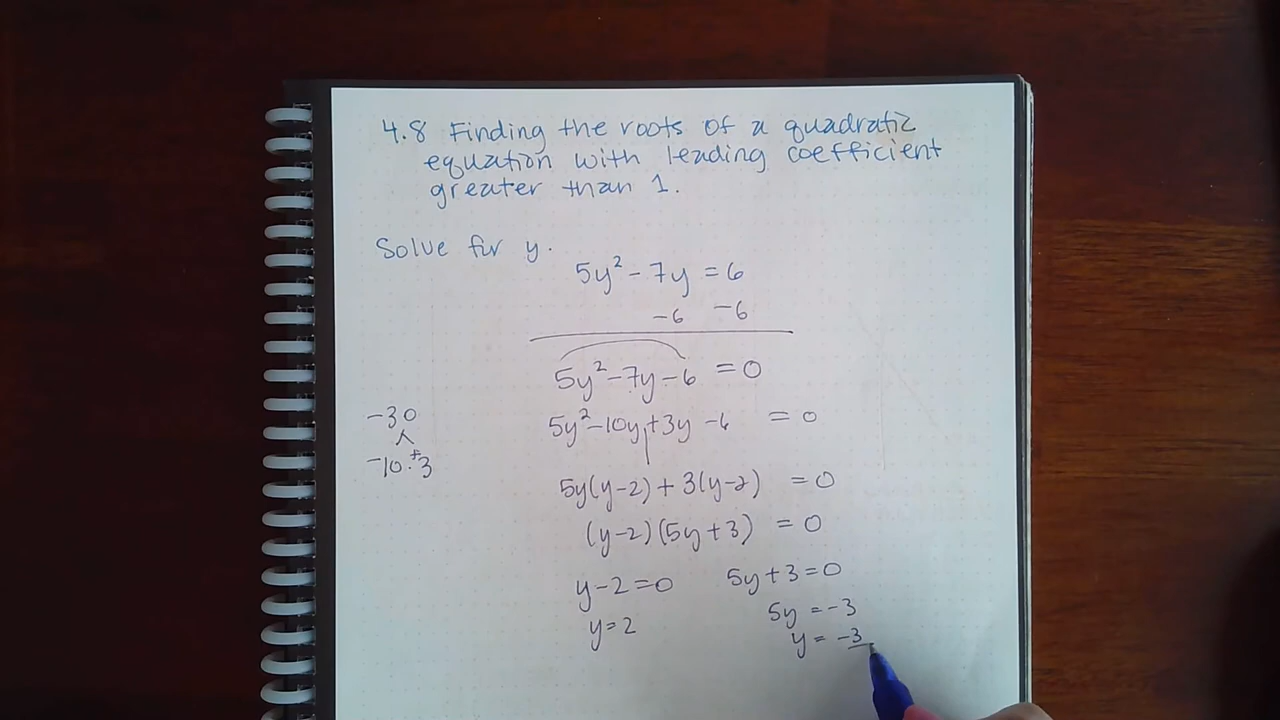 4.8 Finding the roots of a quadratic
equation with leading coefficient
greater than 1.
Solve for y.
5y² - 7y = 6
-6 -6
5y² - 7y - 6 = 0
-30
5y² - 10y + 3y - 6 = 0
-10 · +3
5y(y-2) + 3(y-2) = 0
(y-2)(5y+3) = 0
y-2=0 5y+3=0
5y = -3
y=2
y = -3